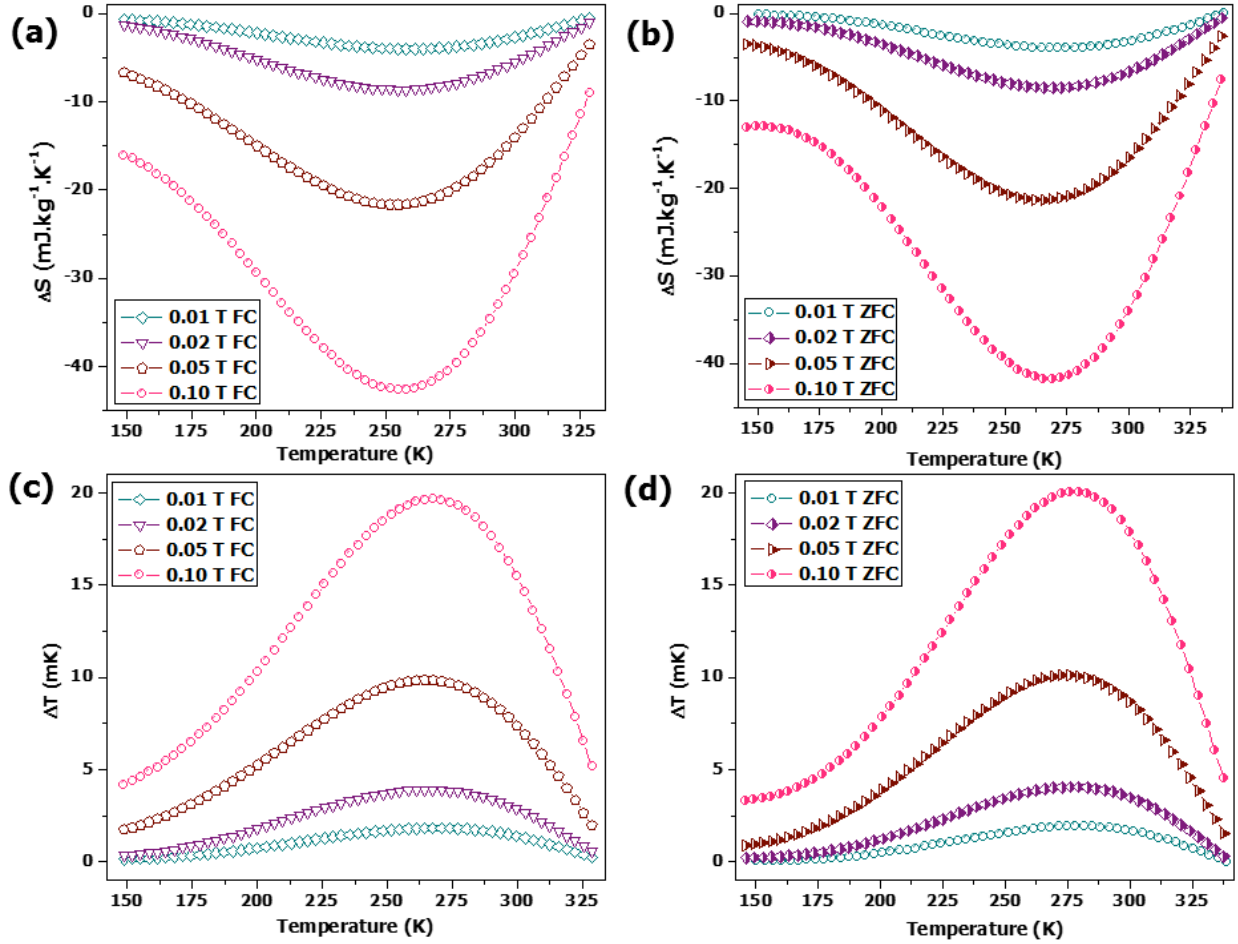 (a)
0
-10
-20
-30
-40
ΔS (mJ.kg⁻¹.K⁻¹)
0.01 T FC
0.02 T FC
0.05 T FC
0.10 T FC
150 175 200 225 250 275 300 325
Temperature (K)
(b)
0
-10
-20
-30
-40
ΔS (mJ.kg⁻¹.K⁻¹)
0.01 T ZFC
0.02 T ZFC
0.05 T ZFC
0.10 T ZFC
150 175 200 225 250 275 300 325
Temperature (K)
(c)
20
15
10
5
0
ΔT (mK)
0.01 T FC
0.02 T FC
0.05 T FC
0.10 T FC
150 175 200 225 250 275 300 325
Temperature (K)
(d)
20
15
10
5
0
ΔT (mK)
0.01 T ZFC
0.02 T ZFC
0.05 T ZFC
0.10 T ZFC
150 175 200 225 250 275 300 325
Temperature (K)